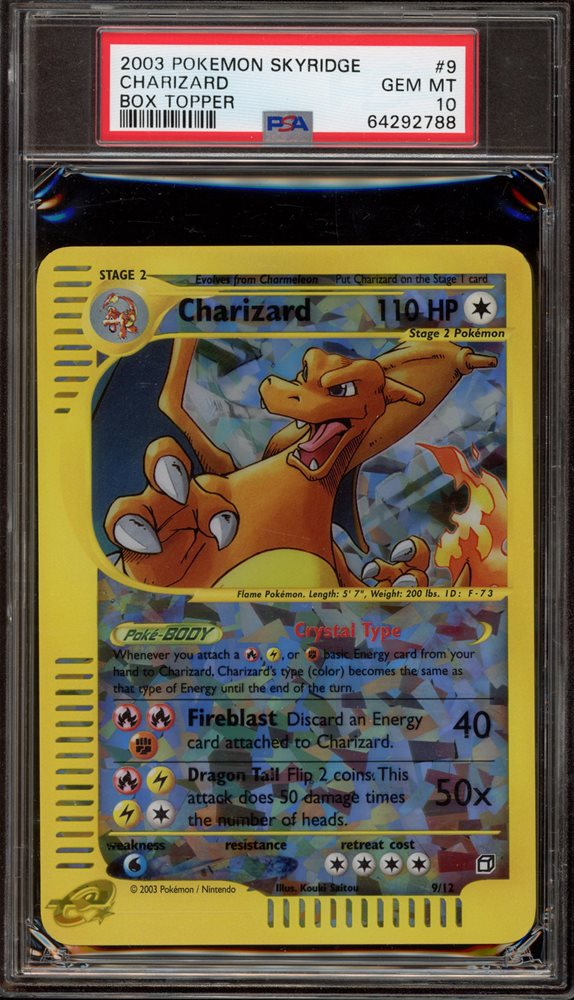 2003 POKEMON SKYRIDGE #9
CHARIZARD GEM MT
BOX TOPPER 10
PSA 64292788
STAGE 2 Evolves from Charmeleon Put Charizard on the Stage 1 card
Charizard 110 HP
Stage 2 Pokémon
Flame Pokémon. Length: 5' 7", Weight: 200 lbs. ID: F-73
Poké-BODY Crystal Type
Whenever you attach a , , or basic Energy card from your
hand to Charizard, Charizard's type (color) becomes the same as
that type of Energy until the end of the turn.
Fireblast Discard an Energy 40
card attached to Charizard.
Dragon Tail Flip 2 coins. This
attack does 50 damage times 50x
the number of heads.
weakness resistance retreat cost
© 2003 Pokémon / Nintendo Illus. Kouki Saitou 9/12
e